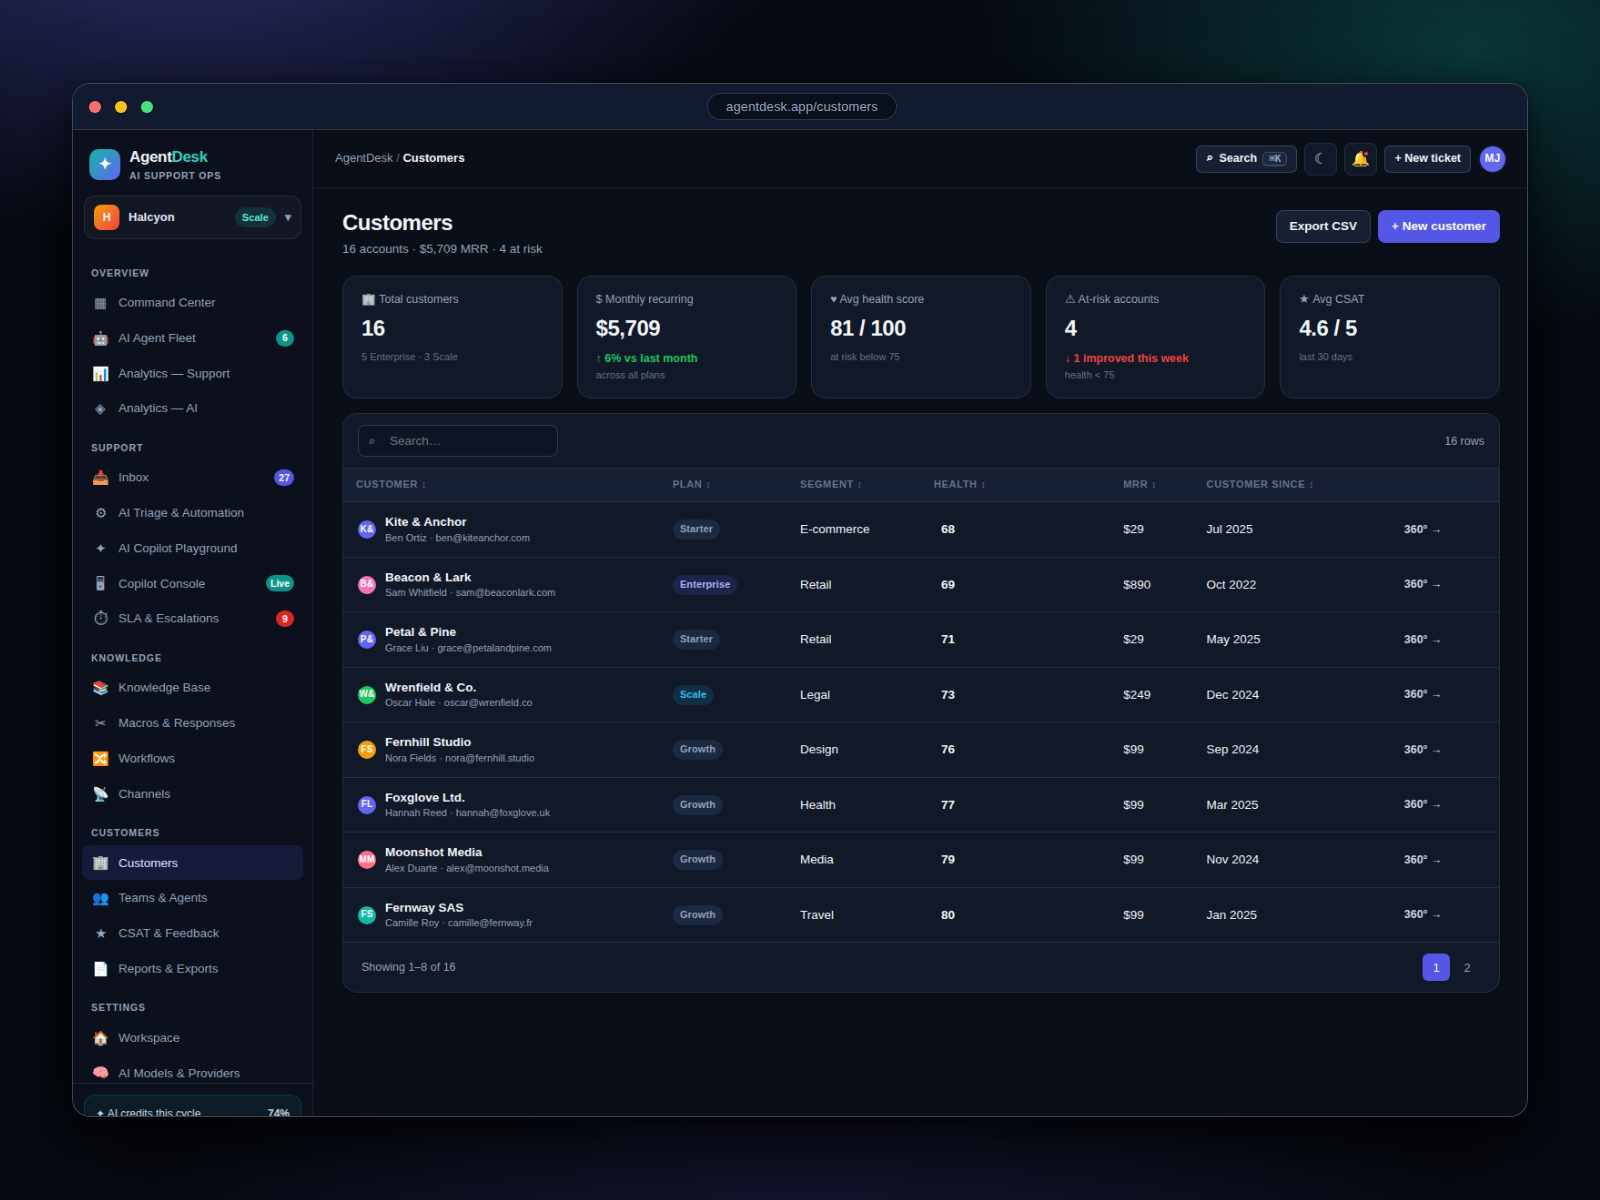 agentdesk.app/customers
AgentDesk
AI SUPPORT OPS
H Halcyon Scale ▾
OVERVIEW
Command Center
AI Agent Fleet 6
Analytics — Support
Analytics — AI
SUPPORT
Inbox 27
AI Triage & Automation
AI Copilot Playground
Copilot Console Live
SLA & Escalations 9
KNOWLEDGE
Knowledge Base
Macros & Responses
Workflows
Channels
CUSTOMERS
Customers
Teams & Agents
CSAT & Feedback
Reports & Exports
SETTINGS
Workspace
AI Models & Providers
✦ AI credits this cycle 74%
AgentDesk / Customers
Search ⌘K
+ New ticket
MJ
Customers
16 accounts · $5,709 MRR · 4 at risk
Export CSV
+ New customer
Total customers
16
5 Enterprise · 3 Scale
$ Monthly recurring
$5,709
↑ 6% vs last month
across all plans
♥ Avg health score
81 / 100
at risk below 75
⚠ At-risk accounts
4
↓ 1 improved this week
health < 75
★ Avg CSAT
4.6 / 5
last 30 days
Search…
16 rows
CUSTOMER ↕ PLAN ↕ SEGMENT ↕ HEALTH ↕ MRR ↕ CUSTOMER SINCE ↕
K& Kite & Anchor Starter E-commerce 68 $29 Jul 2025 360° →
Ben Ortiz · ben@kiteanchor.com
B& Beacon & Lark Enterprise Retail 69 $890 Oct 2022 360° →
Sam Whitfield · sam@beaconlark.com
P& Petal & Pine Starter Retail 71 $29 May 2025 360° →
Grace Liu · grace@petalandpine.com
W& Wrenfield & Co. Scale Legal 73 $249 Dec 2024 360° →
Oscar Hale · oscar@wrenfield.co
FS Fernhill Studio Growth Design 76 $99 Sep 2024 360° →
Nora Fields · nora@fernhill.studio
FL Foxglove Ltd. Growth Health 77 $99 Mar 2025 360° →
Hannah Reed · hannah@foxglove.uk
MM Moonshot Media Growth Media 79 $99 Nov 2024 360° →
Alex Duarte · alex@moonshot.media
FS Fernway SAS Growth Travel 80 $99 Jan 2025 360° →
Camille Roy · camille@fernway.fr
Showing 1–8 of 16
1 2